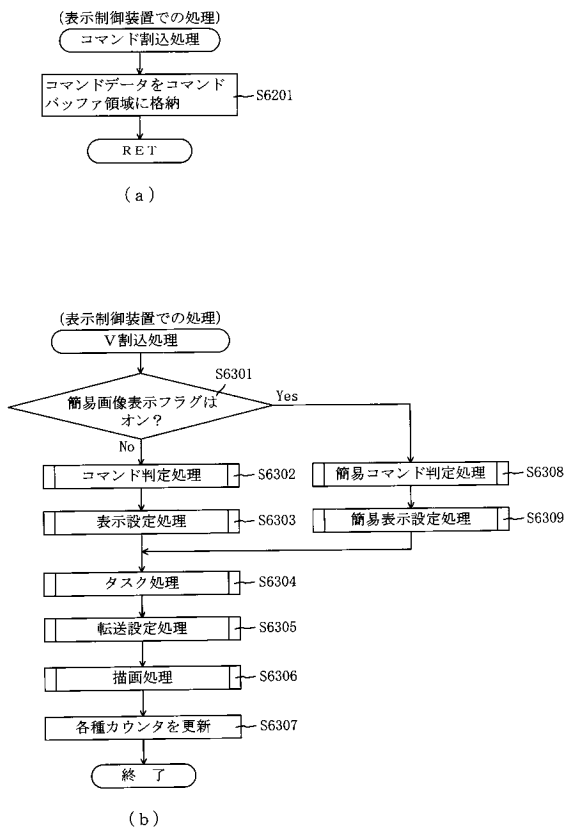 (表示制御装置での処理)
コマンド割込処理
コマンドデータをコマンド
バッファ領域に格納
S6201
RET
(a)
(表示制御装置での処理)
V割込処理
S6301
簡易画像表示フラグは
オン?
Yes
No
コマンド判定処理
S6302
簡易コマンド判定処理
S6308
表示設定処理
S6303
簡易表示設定処理
S6309
タスク処理
S6304
転送設定処理
S6305
描画処理
S6306
各種カウンタを更新
S6307
終 了
(b)